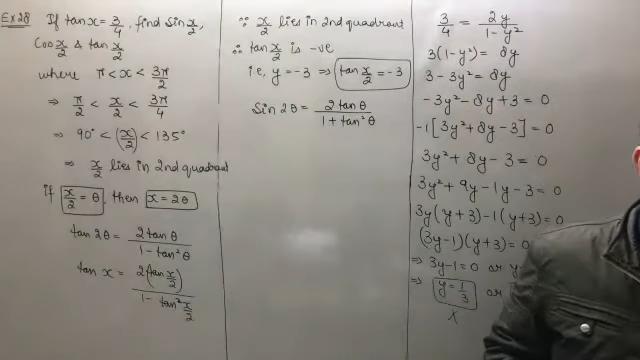 Ex 28 If tan x = 3/4, find sin x/2,
Cos x/2 & tan x/2
where π < x < 3π/2
⇒ π/2 < x/2 < 3π/4
⇒ 90° < (x/2) < 135°
⇒ x/2 lies in 2nd quadrant
if x/2 = θ, then x = 2θ
tan 2θ = 2tanθ / 1 - tan²θ
tan x = 2(tan x/2) / 1 - tan² x/2
∵ x/2 lies in 2nd quadrant
∴ tan x/2 is -ve
i.e, y = -3 ⇒ tan x/2 = -3
Sin 2θ = 2tanθ / 1 + tan²θ
3/4 = 2y / 1 - y²
3(1-y²) = 8y
3 - 3y² = 8y
-3y² - 8y + 3 = 0
-1[3y² + 8y - 3] = 0
3y² + 8y - 3 = 0
3y² + 9y - 1y - 3 = 0
3y(y+3) - 1(y+3) = 0
(3y-1)(y+3) = 0
⇒ 3y-1 = 0 or y
⇒ y = 1/3 or
X